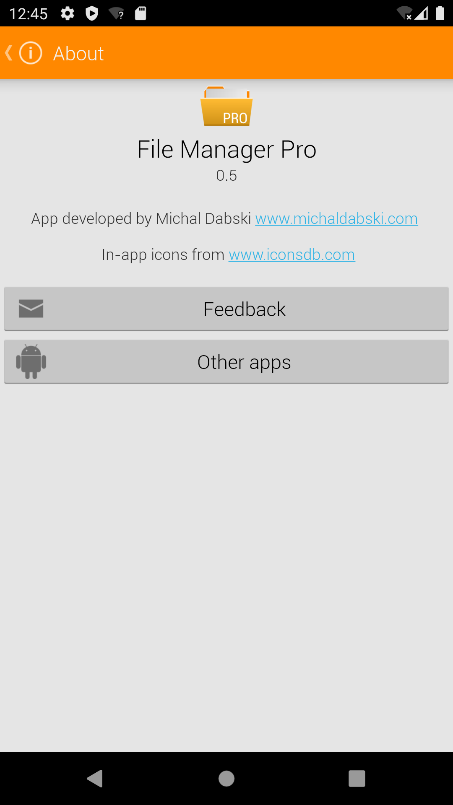 12:45
About
PRO
File Manager Pro
0.5
App developed by Michal Dabski www.michaldabski.com
In-app icons from www.iconsdb.com
Feedback
Other apps